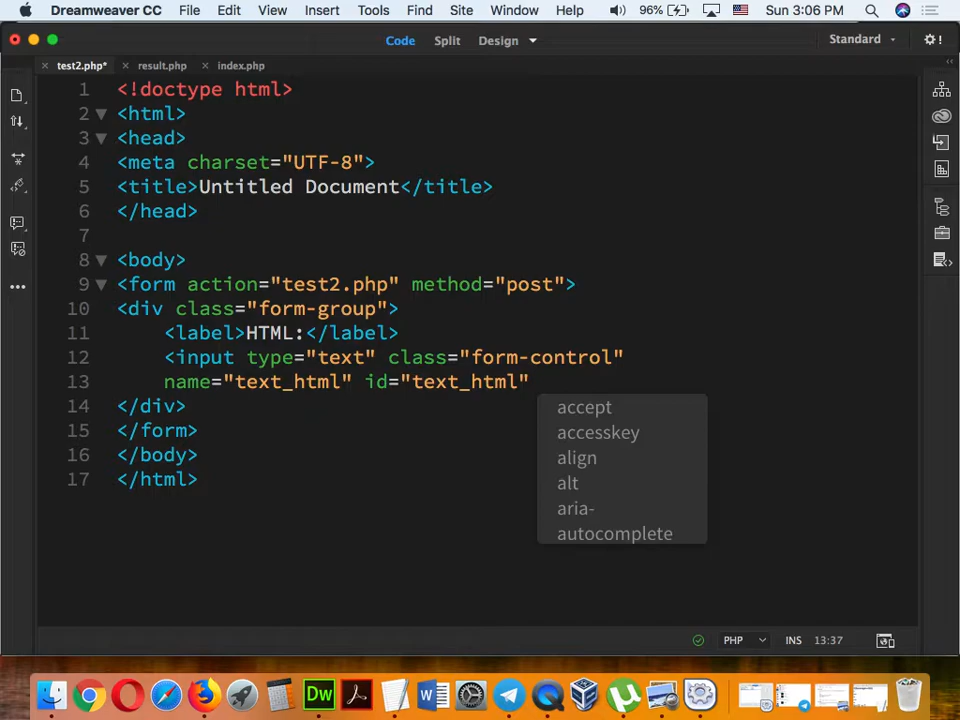 Dreamweaver CC File Edit View Insert Tools Find Site Window Help 96% Sun 3:06 PM
Code Split Design Standard
test2.php* result.php index.php
1 <!doctype html>
2 <html>
3 <head>
4 <meta charset="UTF-8">
5 <title>Untitled Document</title>
6 </head>
7
8 <body>
9 <form action="test2.php" method="post">
10 <div class="form-group">
11 <label>HTML:</label>
12 <input type="text" class="form-control"
13 name="text_html" id="text_html"
14 </div>
15 </form>
16 </body>
17 </html>
accept
accesskey
align
alt
aria-
autocomplete
PHP INS 13:37
Dw W